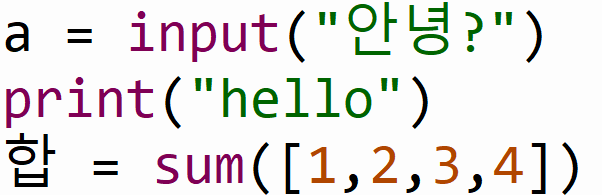 a = input("안녕?")
print("hello")
합 = sum([1,2,3,4])